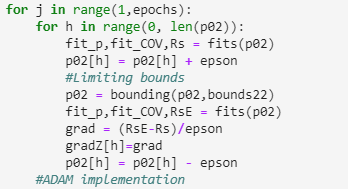 for j in range(1,epochs):
    for h in range(0, len(p02)):
        fit_p,fit_COV,Rs = fits(p02)
        p02[h] = p02[h] + epson
        #Limiting bounds
        p02 = bounding(p02,bounds22)
        fit_p,fit_COV,RsE = fits(p02)
        grad = (RsE-Rs)/epson
        gradZ[h]=grad
        p02[h] = p02[h] - epson
    #ADAM implementation